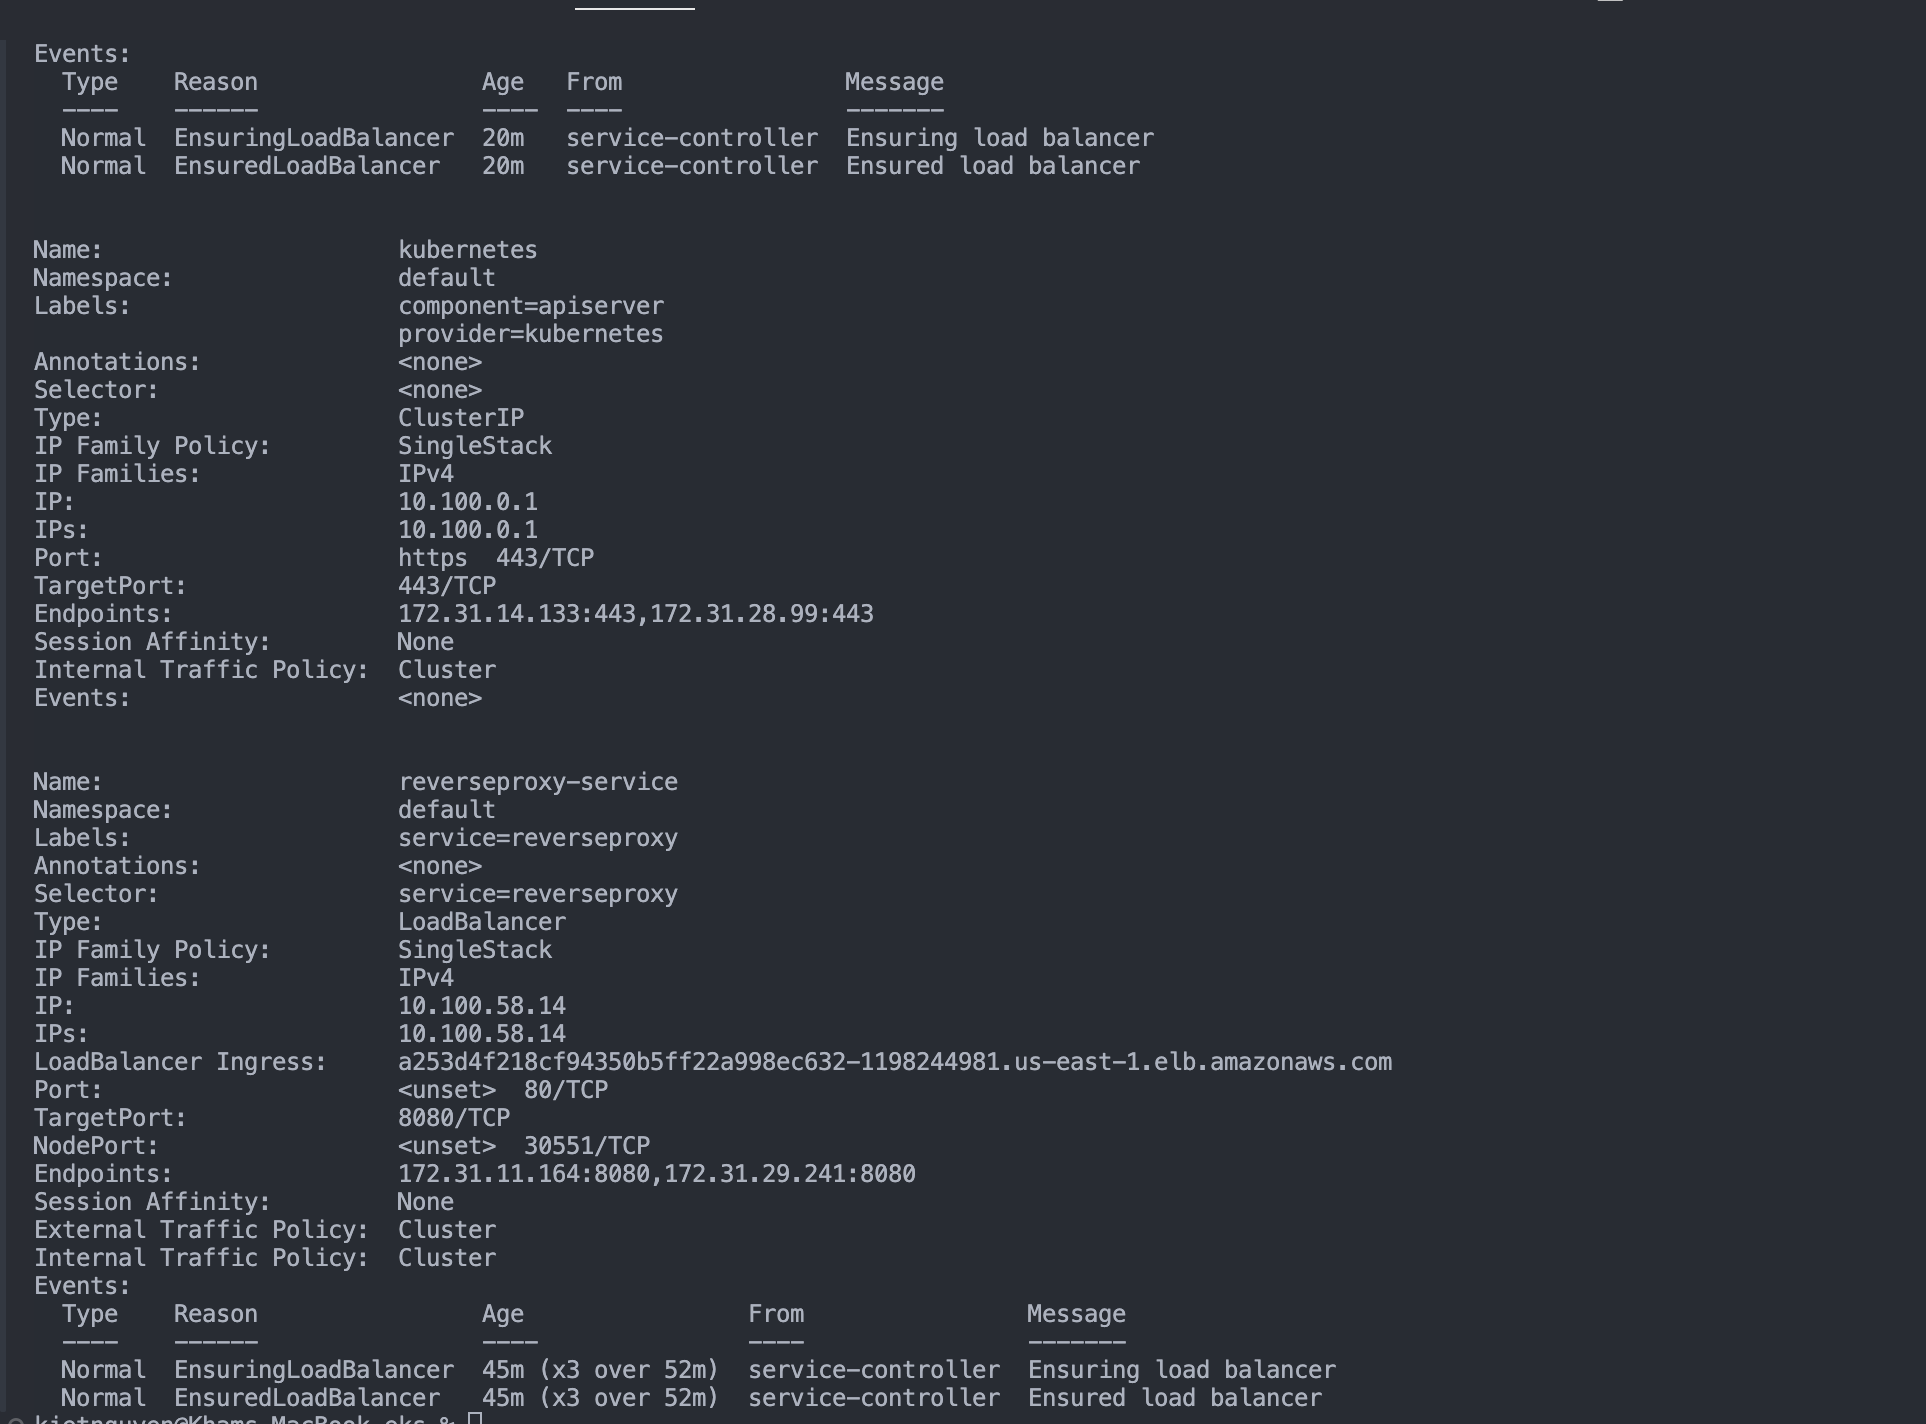 Events:
  Type    Reason                Age   From                Message
  ----    ------                ----  ----                -------
  Normal  EnsuringLoadBalancer  20m   service-controller  Ensuring load balancer
  Normal  EnsuredLoadBalancer   20m   service-controller  Ensured load balancer
Name:                     kubernetes
Namespace:                default
Labels:                   component=apiserver
                          provider=kubernetes
Annotations:              <none>
Selector:                 <none>
Type:                     ClusterIP
IP Family Policy:         SingleStack
IP Families:              IPv4
IP:                       10.100.0.1
IPs:                      10.100.0.1
Port:                     https  443/TCP
TargetPort:               443/TCP
Endpoints:                172.31.14.133:443,172.31.28.99:443
Session Affinity:         None
Internal Traffic Policy:  Cluster
Events:                   <none>
Name:                     reverseproxy-service
Namespace:                default
Labels:                   service=reverseproxy
Annotations:              <none>
Selector:                 service=reverseproxy
Type:                     LoadBalancer
IP Family Policy:         SingleStack
IP Families:              IPv4
IP:                       10.100.58.14
IPs:                      10.100.58.14
LoadBalancer Ingress:     a253d4f218cf94350b5ff22a998ec632-1198244981.us-east-1.elb.amazonaws.com
Port:                     <unset>  80/TCP
TargetPort:               8080/TCP
NodePort:                 <unset>  30551/TCP
Endpoints:                172.31.11.164:8080,172.31.29.241:8080
Session Affinity:         None
External Traffic Policy:  Cluster
Internal Traffic Policy:  Cluster
Events:
  Type    Reason                Age                From                Message
  ----    ------                ----               ----                -------
  Normal  EnsuringLoadBalancer  45m (x3 over 52m)  service-controller  Ensuring load balancer
  Normal  EnsuredLoadBalancer   45m (x3 over 52m)  service-controller  Ensured load balancer
kietnguyen@Khams-MacBook eks %